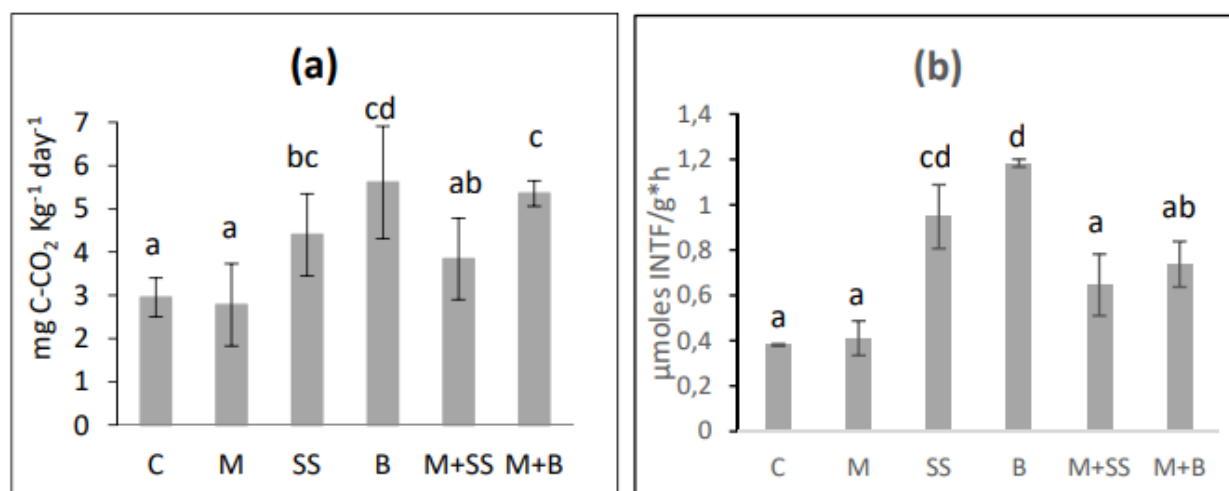 (a)
mg C-CO₂ Kg⁻¹ day⁻¹
7
6
5
4
3
2
1
0
a
a
bc
cd
ab
c
C M SS B M+SS M+B
(b)
µmoles INTF/g*h
1,4
1,2
1
0,8
0,6
0,4
0,2
0
a
a
cd
d
a
ab
C M SS B M+SS M+B